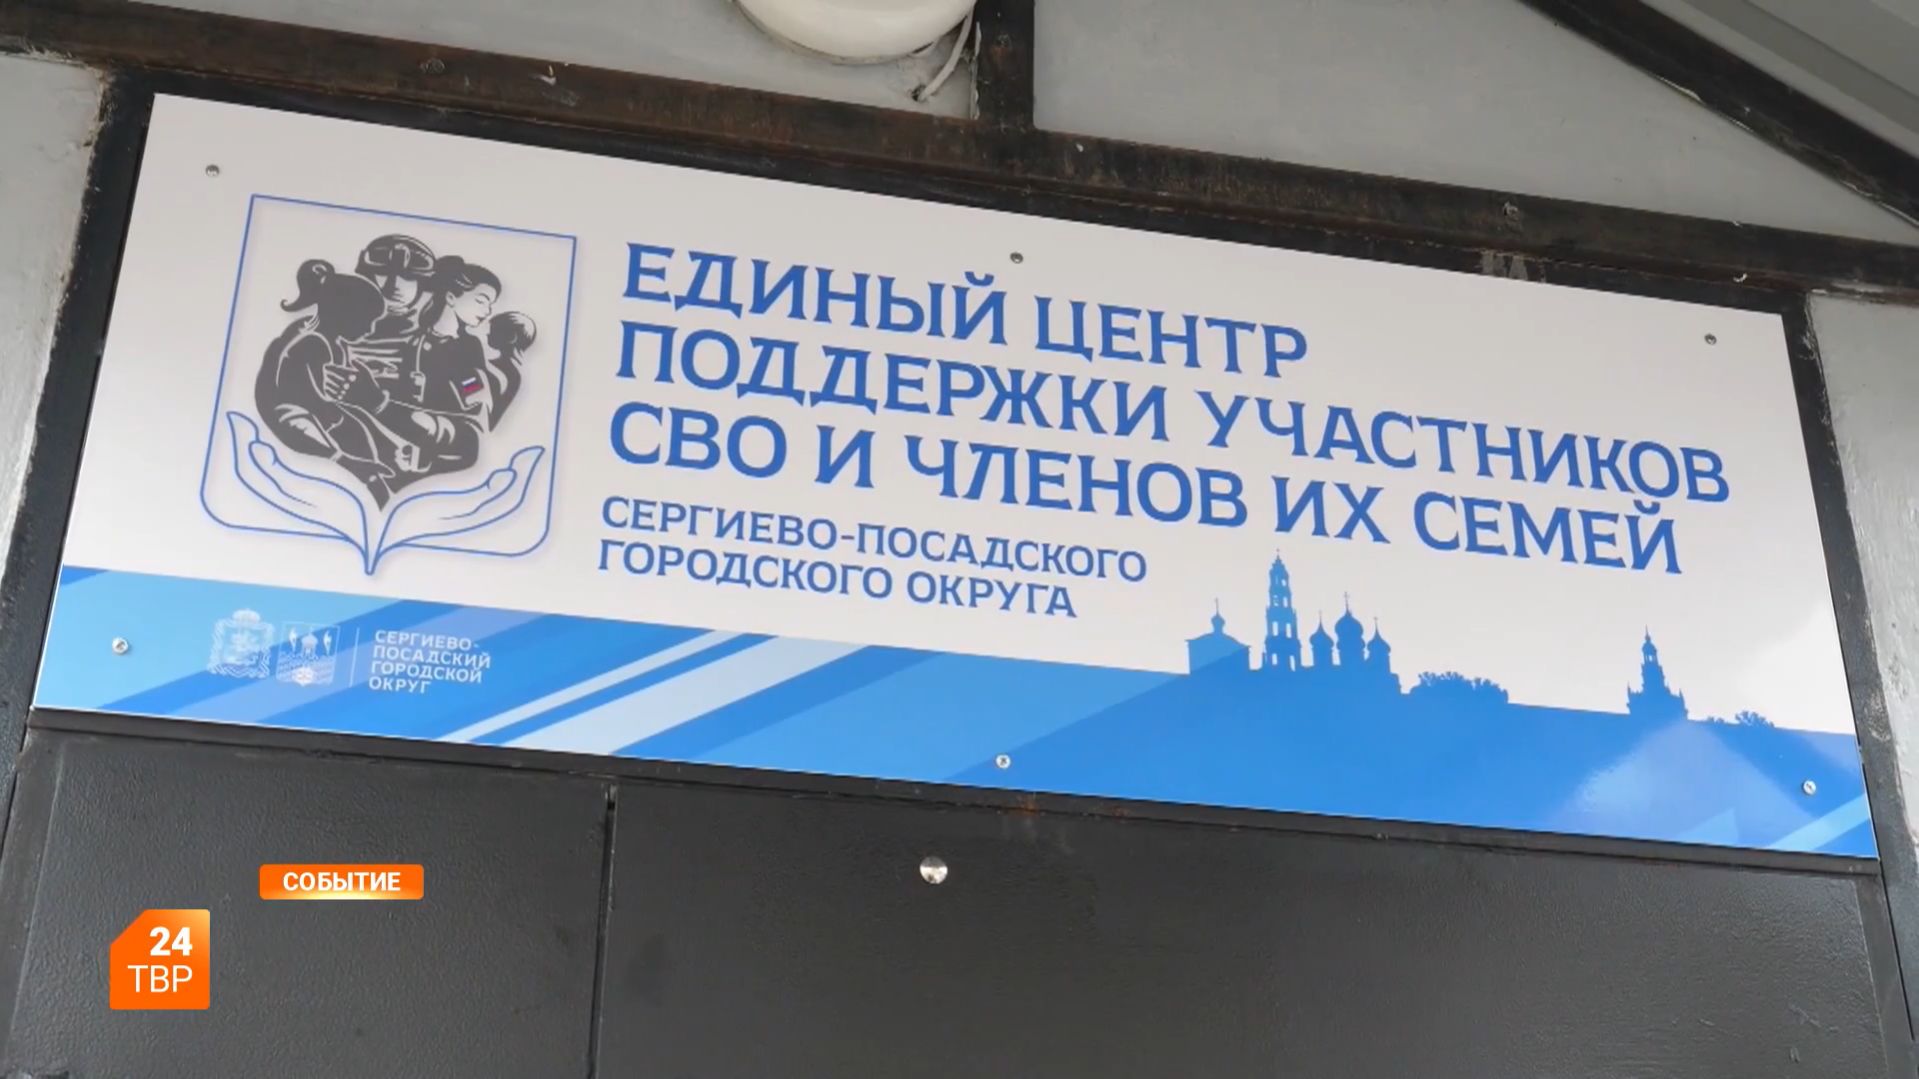 ЕДИНЫЙ ЦЕНТР
ПОДДЕРЖКИ УЧАСТНИКОВ
СВО И ЧЛЕНОВ ИХ СЕМЕЙ
СЕРГИЕВО-ПОСАДСКОГО
ГОРОДСКОГО ОКРУГА
СЕРГИЕВО-
ПОСАДСКИЙ
ГОРОДСКОЙ
ОКРУГ
СОБЫТИЕ
24
ТВР